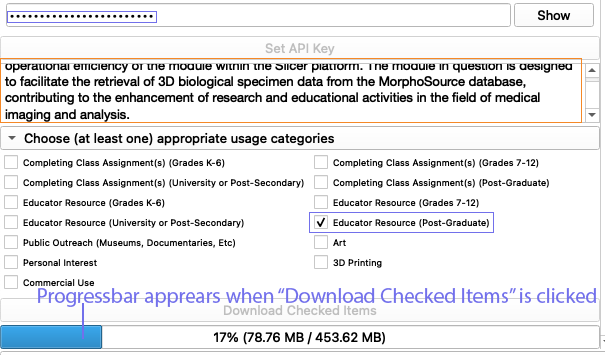 •••••••••••••••••••••••• Show
Set API Key
operational efficiency of the module within the Slicer platform. The module in question is designed
to facilitate the retrieval of 3D biological specimen data from the MorphoSource database,
contributing to the enhancement of research and educational activities in the field of medical
imaging and analysis.
Choose (at least one) appropriate usage categories
Completing Class Assignment(s) (Grades K-6) Completing Class Assignment(s) (Grades 7-12)
Completing Class Assignment(s) (University or Post-Secondary) Completing Class Assignment(s) (Post-Graduate)
Educator Resource (Grades K-6) Educator Resource (Grades 7-12)
Educator Resource (University or Post-Secondary) Educator Resource (Post-Graduate)
Public Outreach (Museums, Documentaries, Etc) Art
Personal Interest 3D Printing
Commercial Use
Progressbar apprears when “Download Checked Items” is clicked
Download Checked Items
17% (78.76 MB / 453.62 MB)